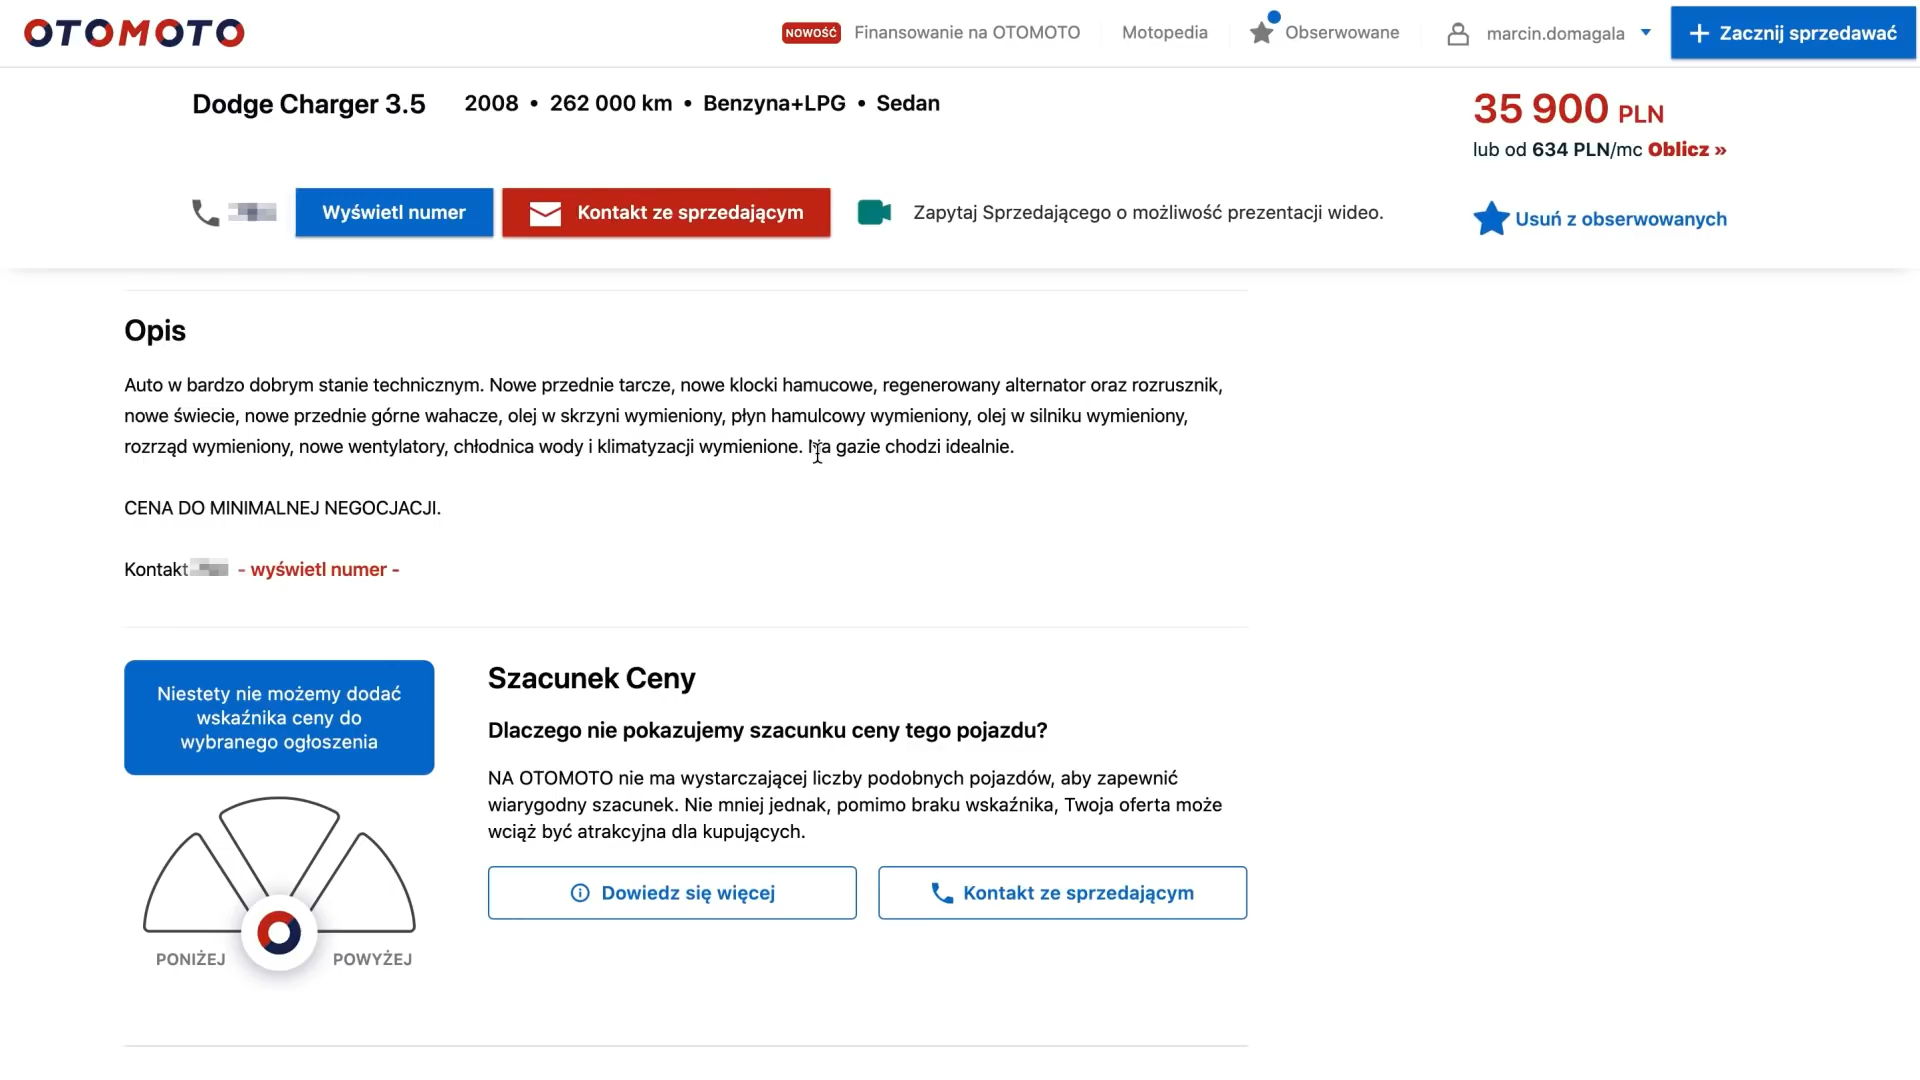 OTOMOTO
NOWOŚĆ Finansowanie na OTOMOTO Motopedia Obserwowane marcin.domagala Zacznij sprzedawać
Dodge Charger 3.5 2008 • 262 000 km • Benzyna+LPG • Sedan
35 900 PLN
lub od 634 PLN/mc Oblicz »
Wyświetl numer Kontakt ze sprzedającym Zapytaj Sprzedającego o możliwość prezentacji wideo. Usuń z obserwowanych
Opis
Auto w bardzo dobrym stanie technicznym. Nowe przednie tarcze, nowe klocki hamucowe, regenerowany alternator oraz rozrusznik,
nowe świecie, nowe przednie górne wahacze, olej w skrzyni wymieniony, płyn hamulcowy wymieniony, olej w silniku wymieniony,
rozrząd wymieniony, nowe wentylatory, chłodnica wody i klimatyzacji wymienione. Na gazie chodzi idealnie.
CENA DO MINIMALNEJ NEGOCJACJI.
Kontakt - wyświetl numer -
Niestety nie możemy dodać
wskaźnika ceny do
wybranego ogłoszenia
PONIŻEJ POWYŻEJ
Szacunek Ceny
Dlaczego nie pokazujemy szacunku ceny tego pojazdu?
NA OTOMOTO nie ma wystarczającej liczby podobnych pojazdów, aby zapewnić
wiarygodny szacunek. Nie mniej jednak, pomimo braku wskaźnika, Twoja oferta może
wciąż być atrakcyjna dla kupujących.
Dowiedz się więcej Kontakt ze sprzedającym